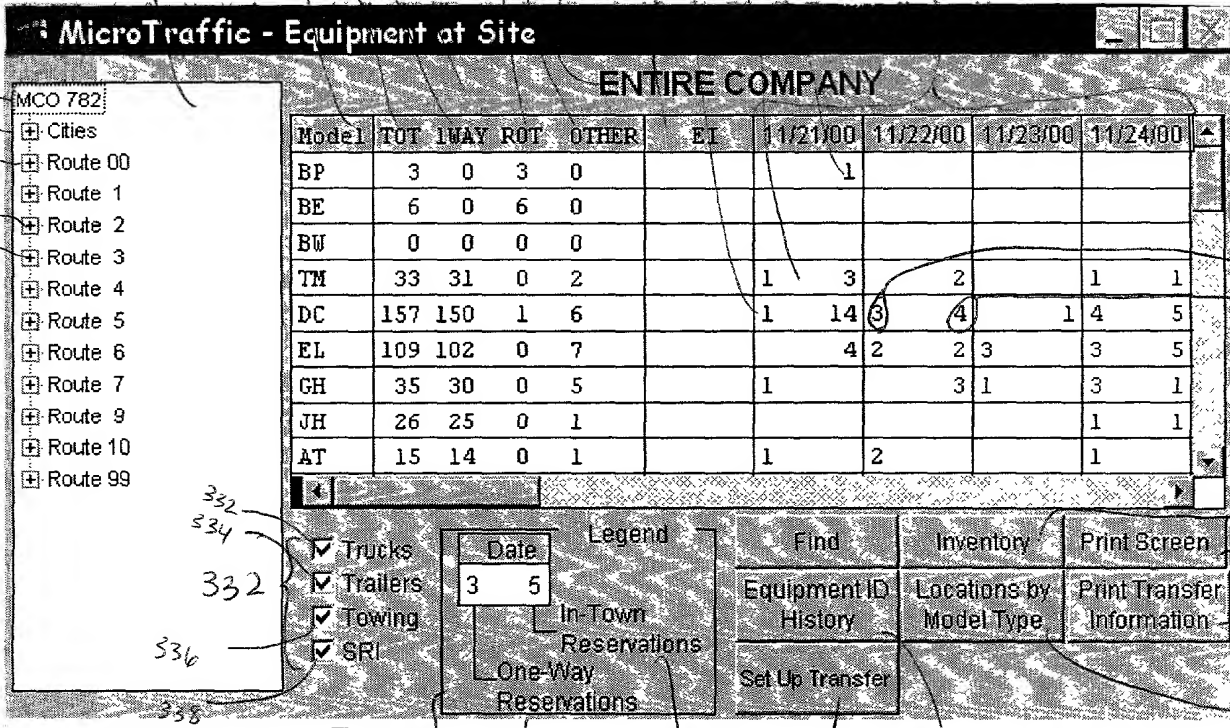 MicroTraffic - Equipment at Site
ENTIRE COMPANY
MCO 782
Cities
Route 00
Route 1
Route 2
Route 3
Route 4
Route 5
Route 6
Route 7
Route 9
Route 10
Route 99
Model TOT 1WAY ROT OTHER EI 11/21/00 11/22/00 11/23/00 11/24/00
BP 3 0 3 0 1
BE 6 0 6 0
BW 0 0 0 0
TM 33 31 0 2 1 3 2 1 1
DC 157 150 1 6 1 14 3 4 1 4 5
EL 109 102 0 7 4 2 2 3 3 5
GH 35 30 0 5 1 3 1 3 1
JH 26 25 0 1 1 1
AT 15 14 0 1 1 2 1
332
334
332
336
338
Trucks
Trailers
Towing
SRI
Legend
Date
3 5
In-Town
Reservations
One-Way
Reservations
Find
Inventory
Print Screen
Equipment ID
History
Locations by
Model Type
Print Transfer
Information
Set Up Transfer